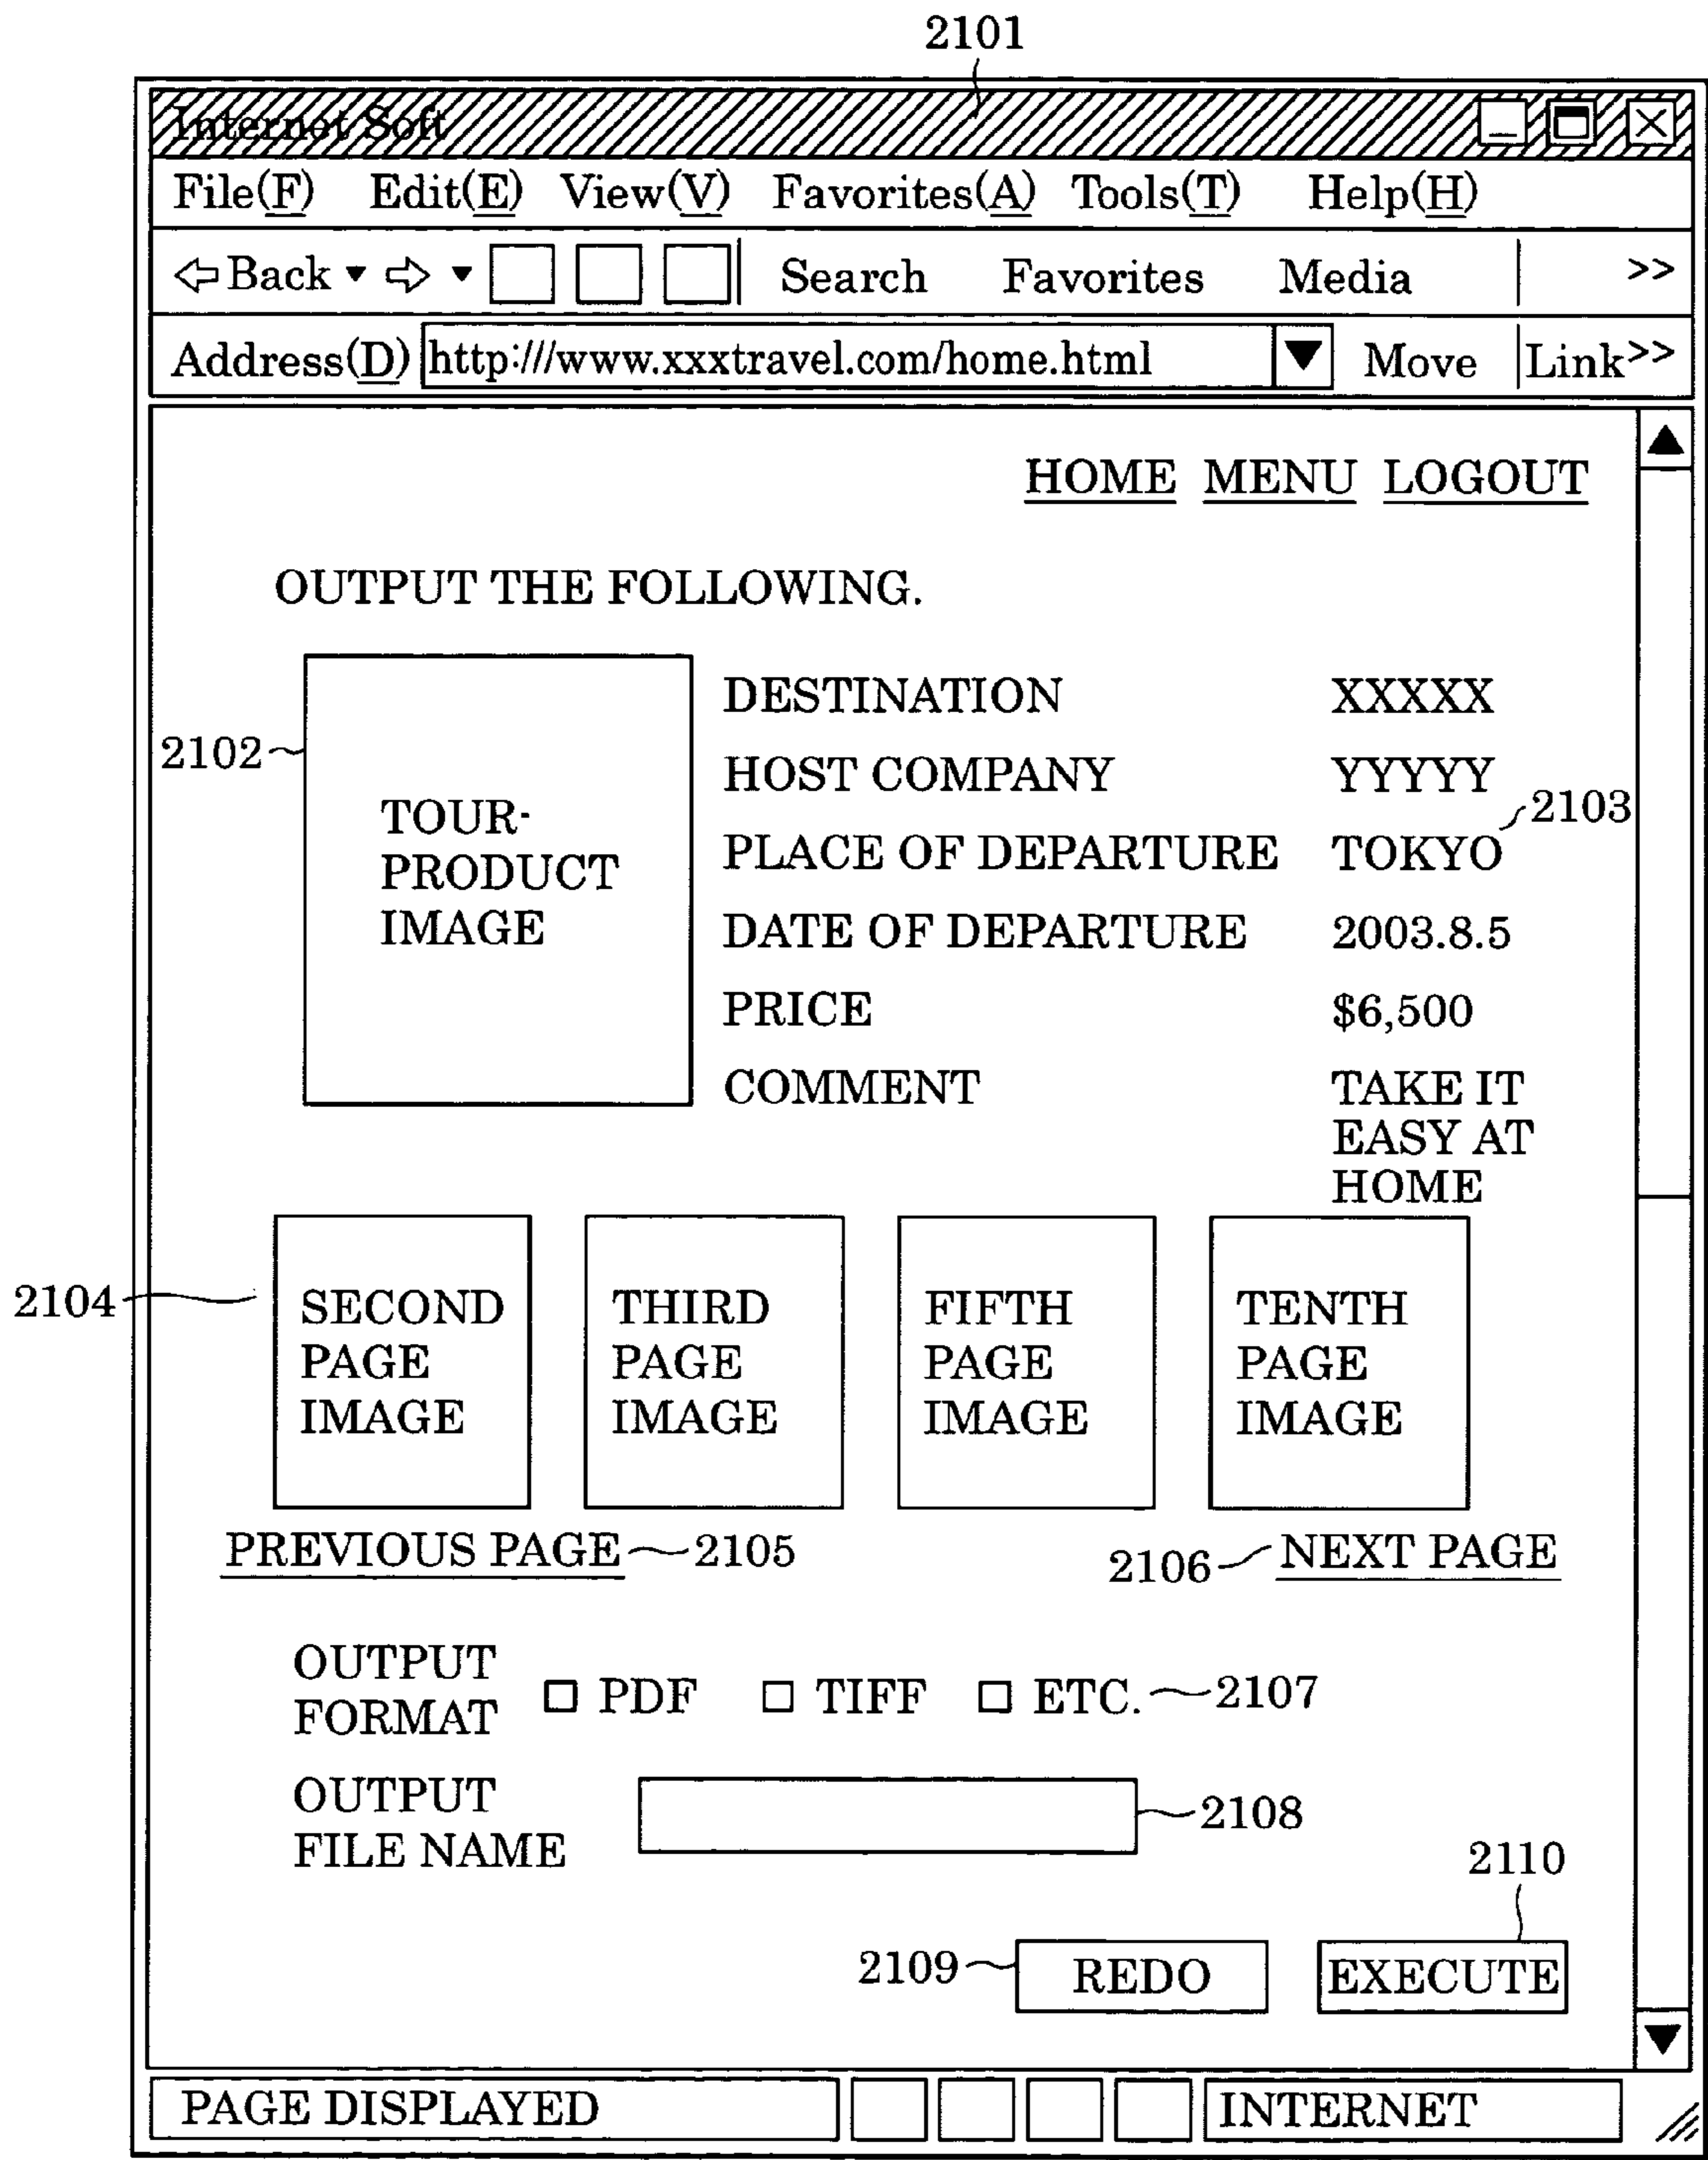 2101
Internet Soft
File(F) Edit(E) View(V) Favorites(A) Tools(T) Help(H)
Back Search Favorites Media >>
Address(D) http:///www.xxxtravel.com/home.html Move Link>>
HOME MENU LOGOUT
OUTPUT THE FOLLOWING.
2102
TOUR-
PRODUCT
IMAGE
DESTINATION XXXXX
HOST COMPANY YYYYY
2103
PLACE OF DEPARTURE TOKYO
DATE OF DEPARTURE 2003.8.5
PRICE $6,500
COMMENT TAKE IT
EASY AT
HOME
2104
SECOND
PAGE
IMAGE
THIRD
PAGE
IMAGE
FIFTH
PAGE
IMAGE
TENTH
PAGE
IMAGE
PREVIOUS PAGE 2105
2106 NEXT PAGE
OUTPUT
FORMAT
PDF TIFF ETC. 2107
OUTPUT
FILE NAME
2108
2110
2109 REDO EXECUTE
PAGE DISPLAYED INTERNET